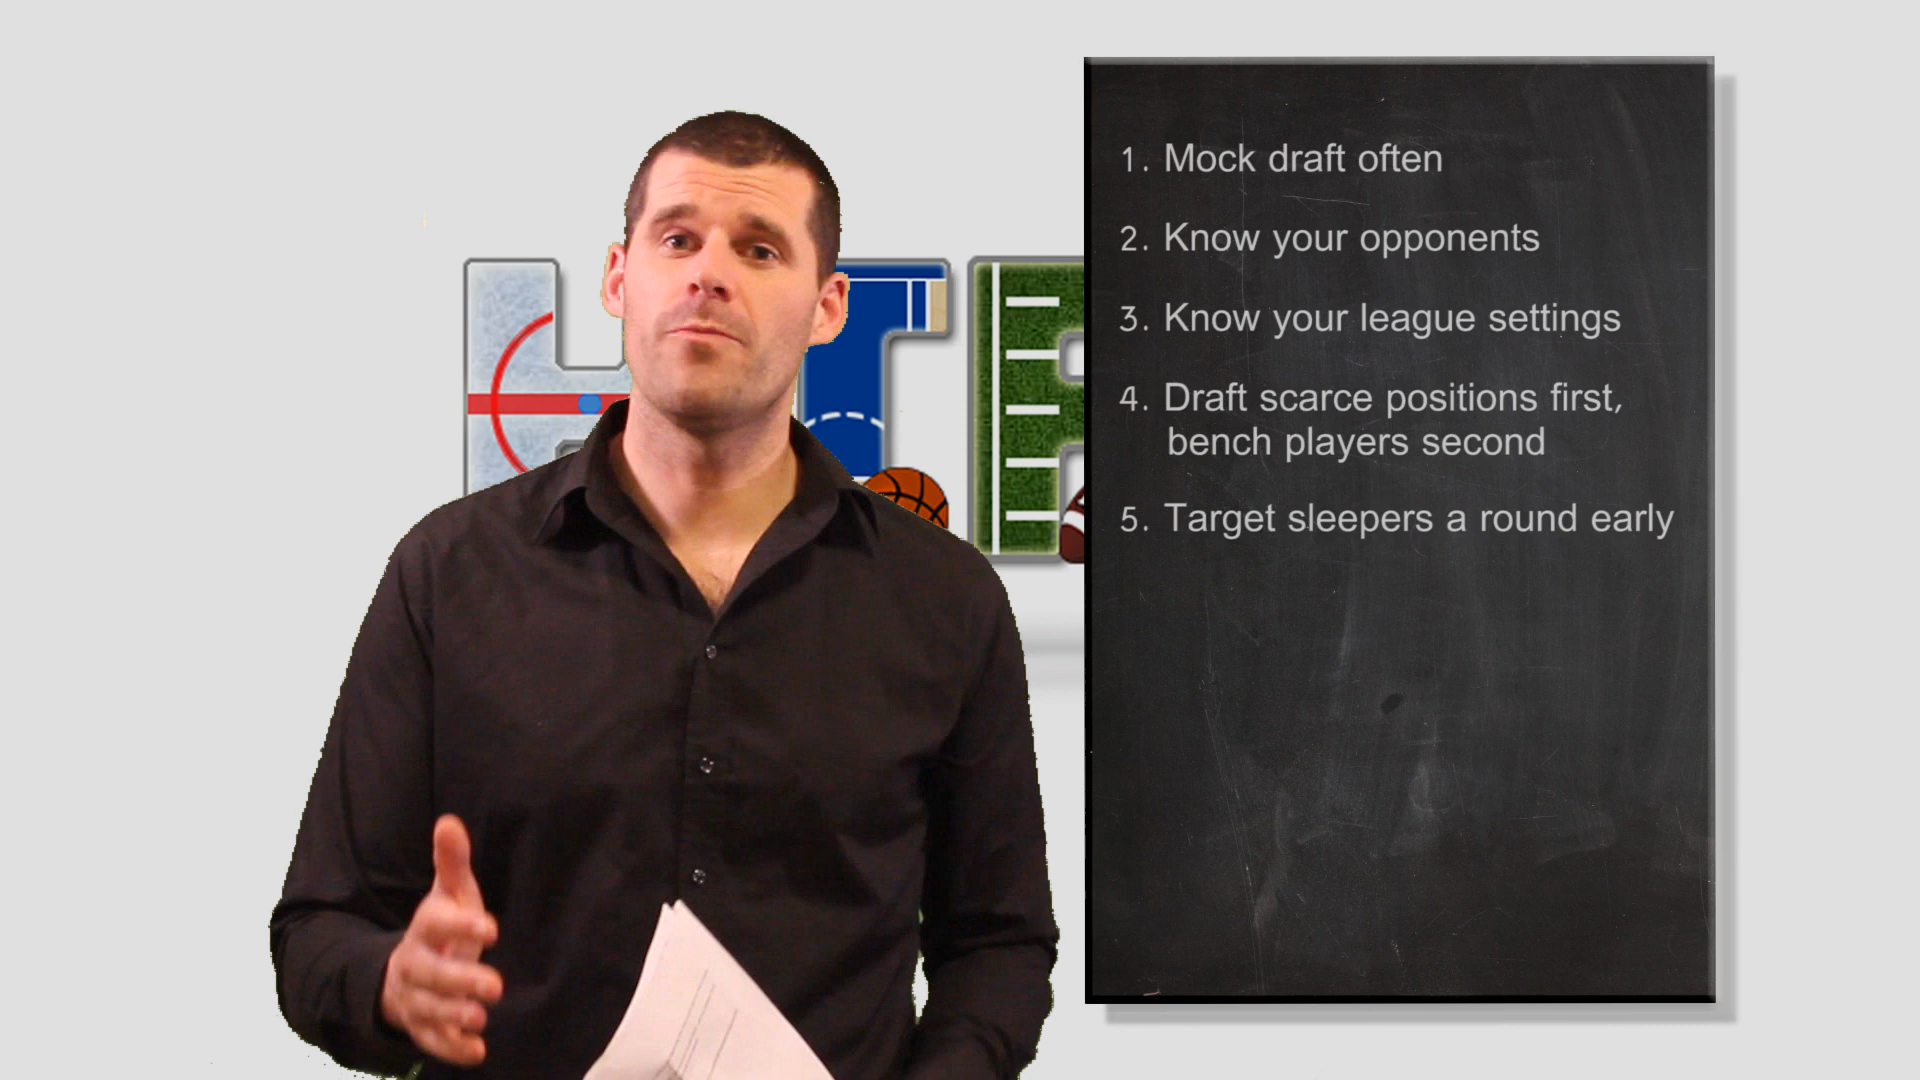 1. Mock draft often
2. Know your opponents
3. Know your league settings
4. Draft scarce positions first,
bench players second
5. Target sleepers a round early